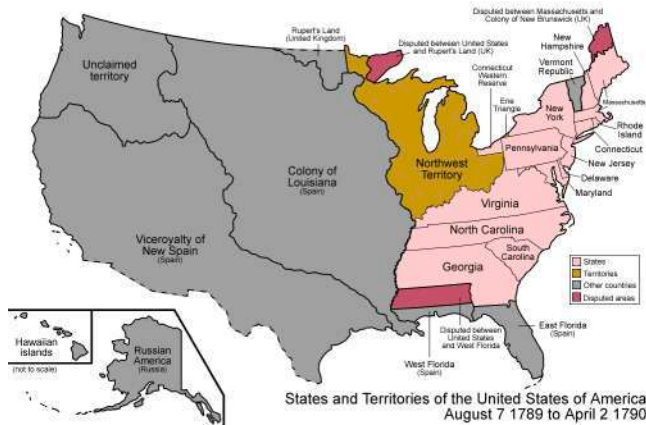 Disputed between Massachusetts and
Colony of New Brunswick (UK)
Rupert's Land
(United Kingdom)
Disputed between United States
and Rupert's Land (UK)
New
Hampshire
Vermont
Republic
Unclaimed
territory
Connecticut
Western
Reserve
Erie
Triangle
Massachusetts
New
York
Rhode
Island
Pennsylvania
Connecticut
New Jersey
Northwest
Territory
Delaware
Maryland
Colony of
Louisiana
(Spain)
Virginia
North Carolina
Viceroyalty of
New Spain
(Spain)
South
Carolina
Georgia
States
Territories
Other countries
Disputed areas
Disputed between
United States
and West Florida
East Florida
(Spain)
West Florida
(Spain)
Hawaiian
islands
(not to scale)
Russian
America
(Russia)
States and Territories of the United States of America
August 7 1789 to April 2 1790